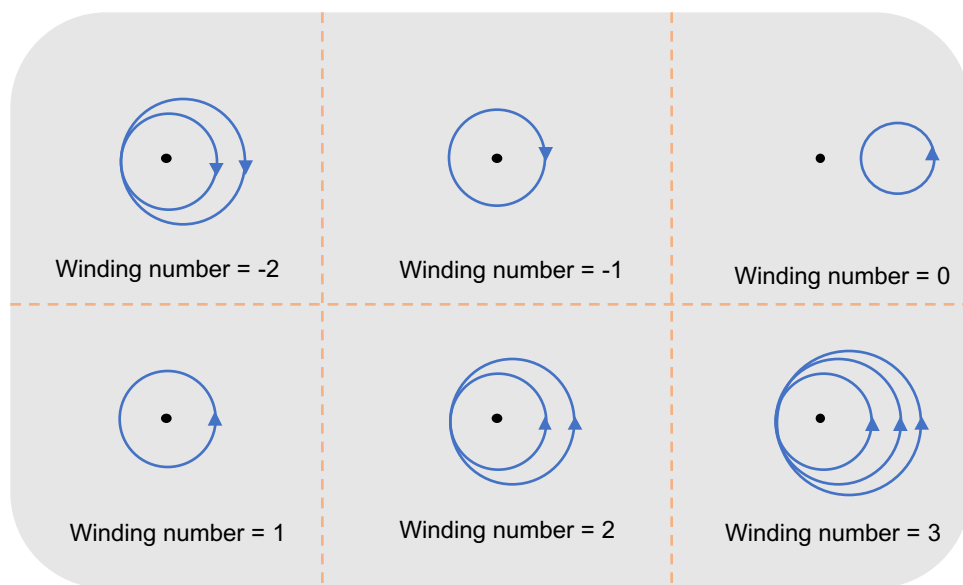 Winding number = -2
Winding number = -1
Winding number = 0
Winding number = 1
Winding number = 2
Winding number = 3